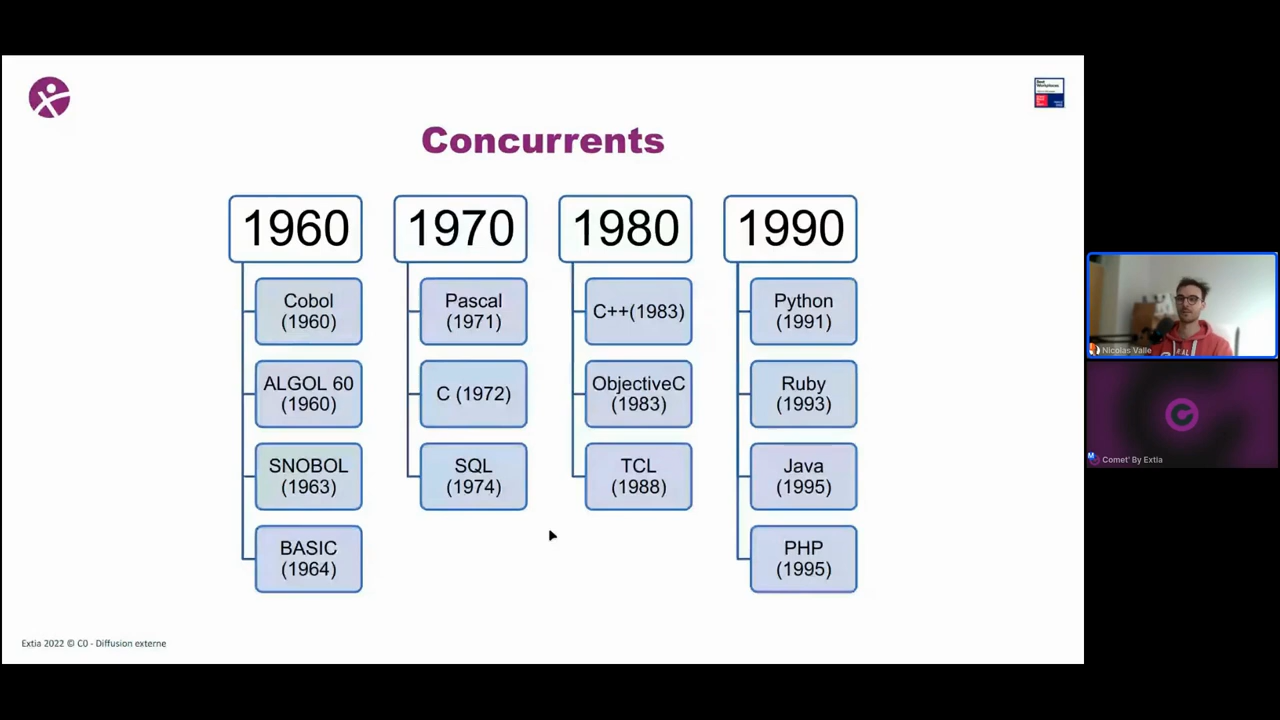 Concurrents
1960
Cobol
(1960)
ALGOL 60
(1960)
SNOBOL
(1963)
BASIC
(1964)
1970
Pascal
(1971)
C (1972)
SQL
(1974)
1980
C++(1983)
ObjectiveC
(1983)
TCL
(1988)
1990
Python
(1991)
Ruby
(1993)
Java
(1995)
PHP
(1995)
Extia 2022 © C0 - Diffusion externe
Nicolas Valle
Comet' By Extia